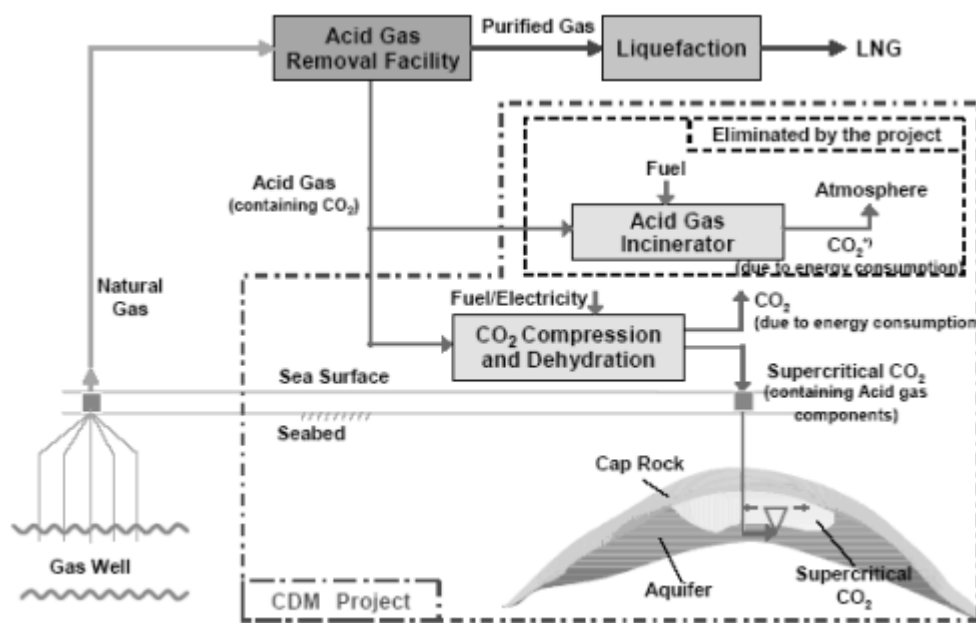 Acid Gas
Removal Facility
Purified Gas
Liquefaction
LNG
Eliminated by the project
Fuel
Atmosphere
Acid Gas
(containing CO₂)
Acid Gas
Incinerator
CO₂*)
(due to energy consumption)
Natural
Gas
Fuel/Electricity
CO₂
(due to energy consumption
CO₂ Compression
and Dehydration
Sea Surface
Supercritical CO₂
(containing Acid gas
components)
Seabed
Cap Rock
Gas Well
Aquifer
Supercritical
CO₂
CDM Project